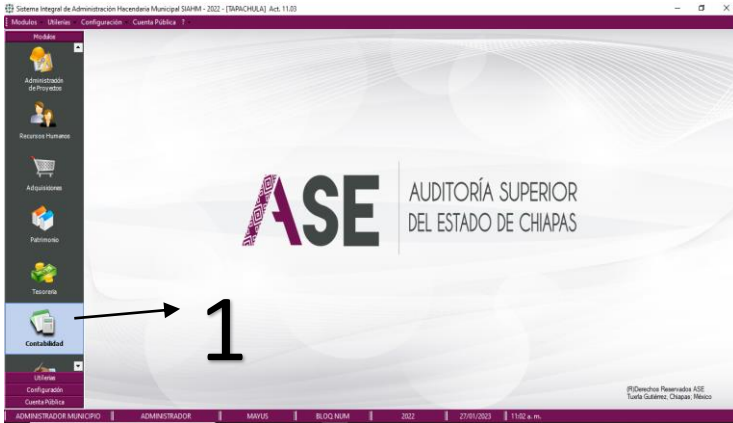 Sistema Integral de Administración Hacendaria Municipal SIAHM - 2022 - [TAPACHULA] Act. 11.03
Modulos Utilerías Configuración Cuenta Pública ?
Modulos
Administración
de Proyectos
Recursos Humanos
Adquisiciones
Patrimonio
Tesorería
Contabilidad
1
ASE
AUDITORÍA SUPERIOR
DEL ESTADO DE CHIAPAS
Utilerías
Configuración
Cuenta Pública
(R)Derechos Reservados ASE
Tuxtla Gutiérrez, Chiapas; México
ADMINISTRADOR MUNICIPIO ADMINISTRADOR MAYUS BLOQ NUM 2022 27/01/2023 11:02 a. m.